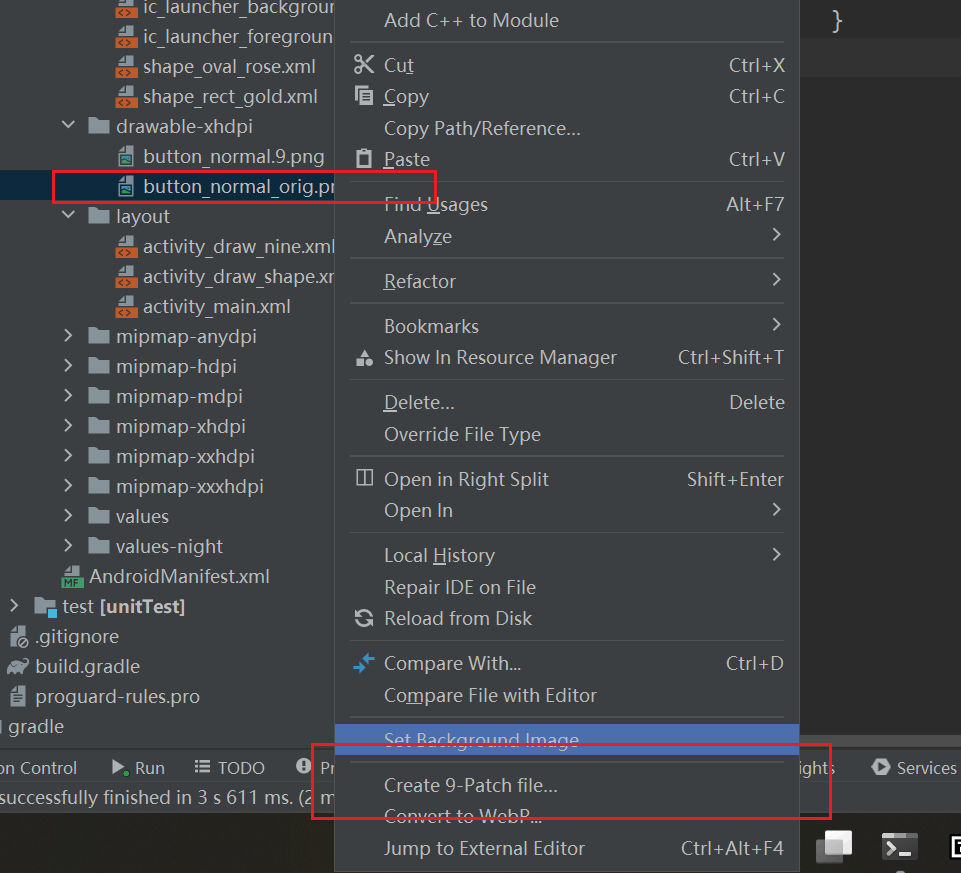 ic_launcher_backgroun
ic_launcher_foregroun
shape_oval_rose.xml
shape_rect_gold.xml
drawable-xhdpi
button_normal.9.png
button_normal_orig.pn
layout
activity_draw_nine.xml
activity_draw_shape.xm
activity_main.xml
mipmap-anydpi
mipmap-hdpi
mipmap-mdpi
mipmap-xhdpi
mipmap-xxhdpi
mipmap-xxxhdpi
values
values-night
MF AndroidManifest.xml
test [unitTest]
.gitignore
build.gradle
proguard-rules.pro
gradle
on Control Run TODO Pr
successfully finished in 3 s 611 ms. (2 m
Add C++ to Module
Cut Ctrl+X
Copy Ctrl+C
Copy Path/Reference...
Paste Ctrl+V
Find Usages Alt+F7
Analyze
Refactor
Bookmarks
Show In Resource Manager Ctrl+Shift+T
Delete... Delete
Override File Type
Open in Right Split Shift+Enter
Open In
Local History
Repair IDE on File
Reload from Disk
Compare With... Ctrl+D
Compare File with Editor
Set Background Image
Create 9-Patch file...
Convert to WebP...
Jump to External Editor Ctrl+Alt+F4
}
ights Services